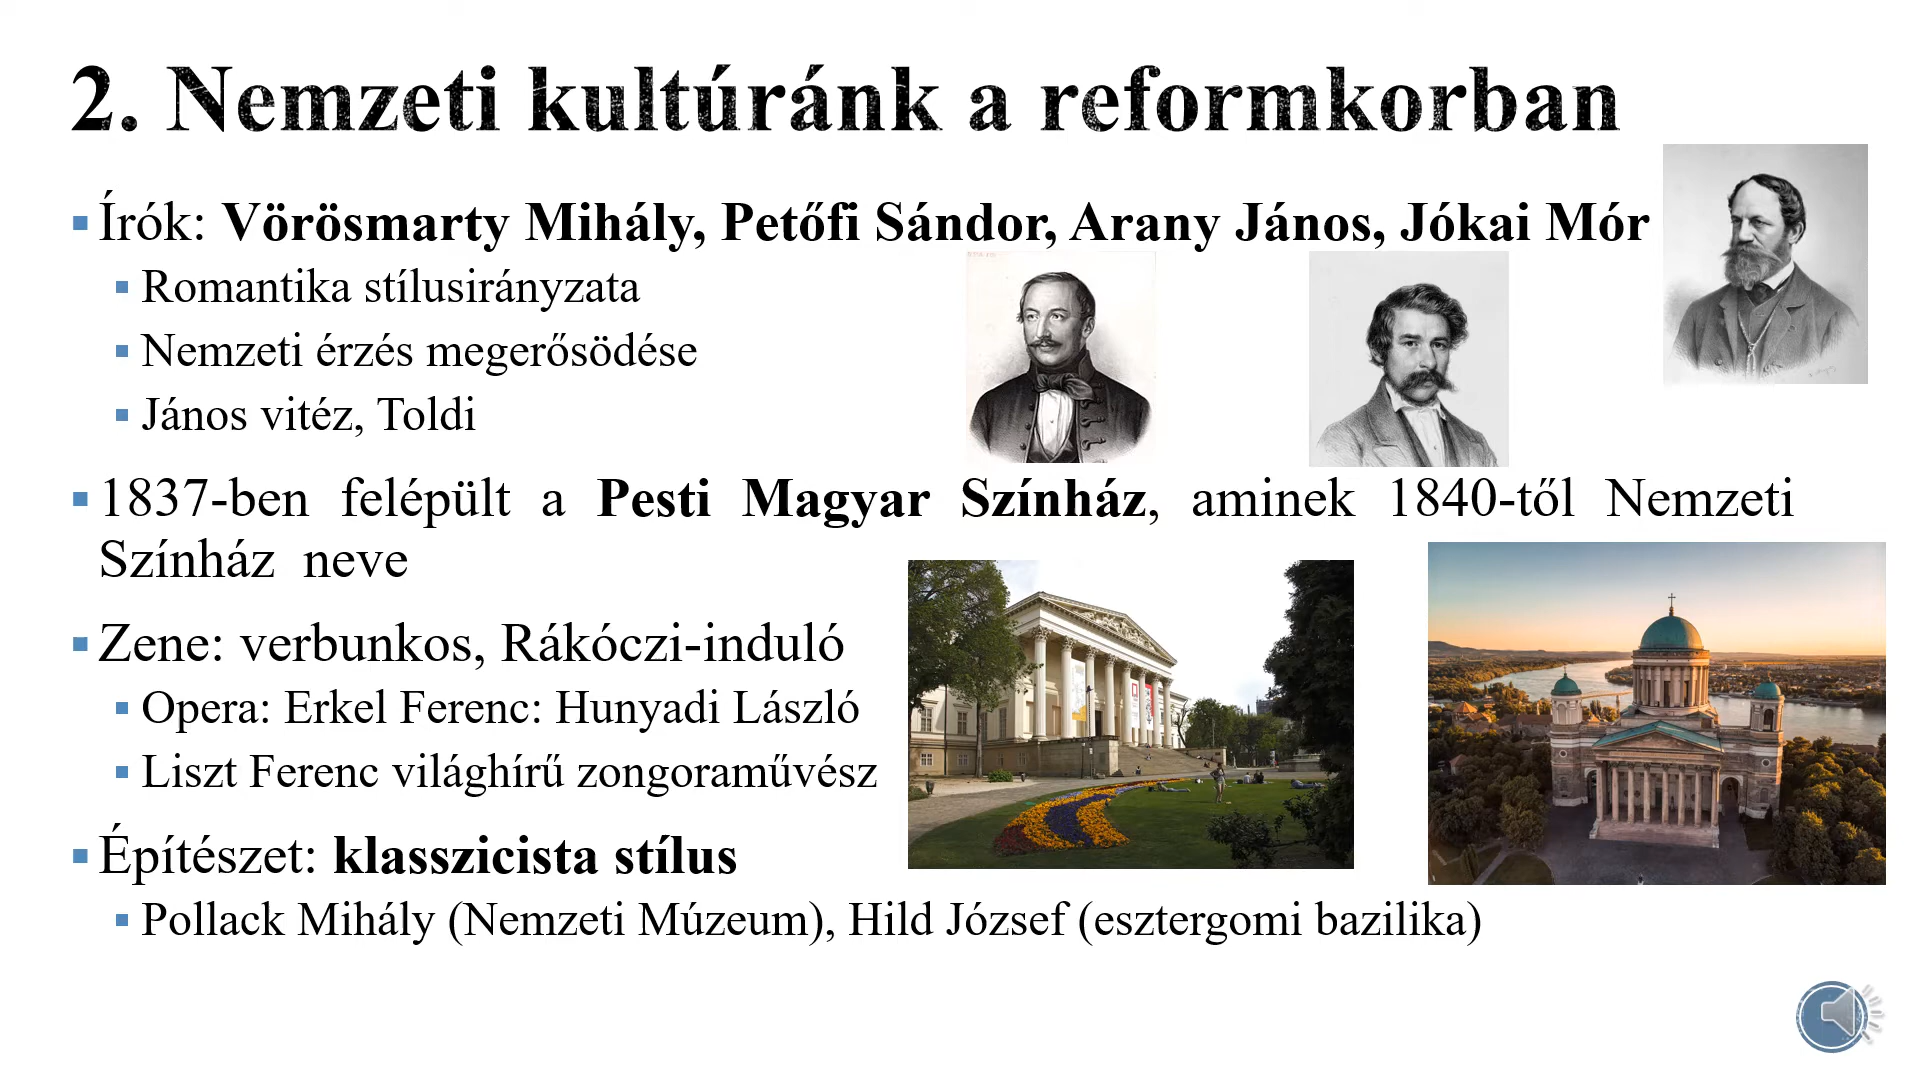 2. Nemzeti kultúránk a reformkorban
Írók: Vörösmarty Mihály, Petőfi Sándor, Arany János, Jókai Mór
Romantika stílusirányzata
Nemzeti érzés megerősödése
János vitéz, Toldi
1837-ben felépült a Pesti Magyar Színház, aminek 1840-től Nemzeti
Színház neve
Zene: verbunkos, Rákóczi-induló
Opera: Erkel Ferenc: Hunyadi László
Liszt Ferenc világhírű zongoraművész
Építészet: klasszicista stílus
Pollack Mihály (Nemzeti Múzeum), Hild József (esztergomi bazilika)